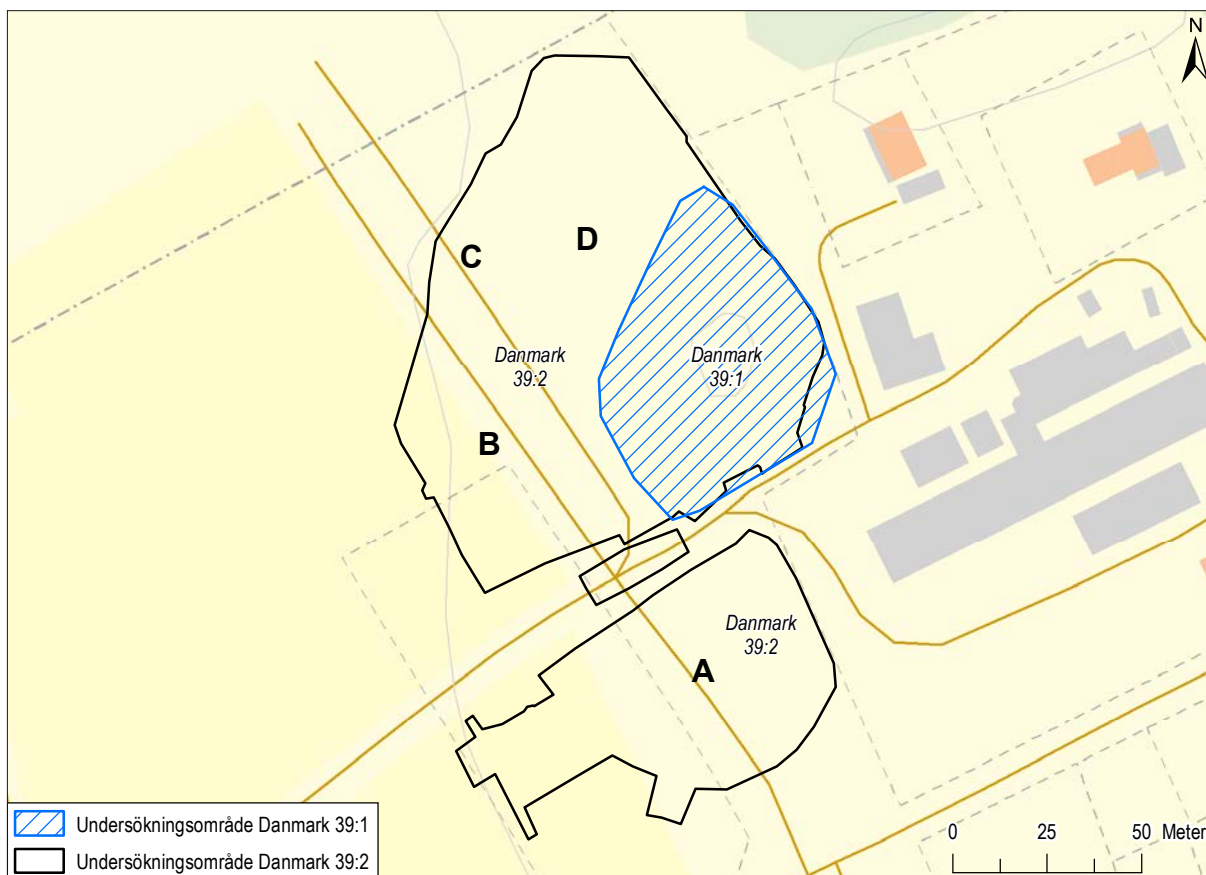 N
D
C
Danmark
39:2
Danmark
39:1
B
Danmark
39:2
A
Undersökningsområde Danmark 39:1
Undersökningsområde Danmark 39:2
0 25 50 Meter